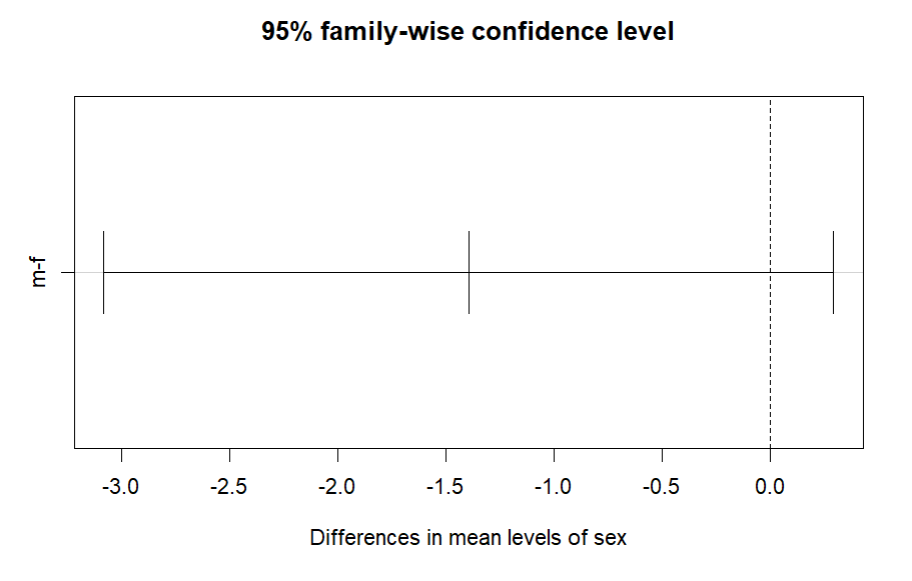 95% family-wise confidence level
m-f
-3.0 -2.5 -2.0 -1.5 -1.0 -0.5 0.0
Differences in mean levels of sex